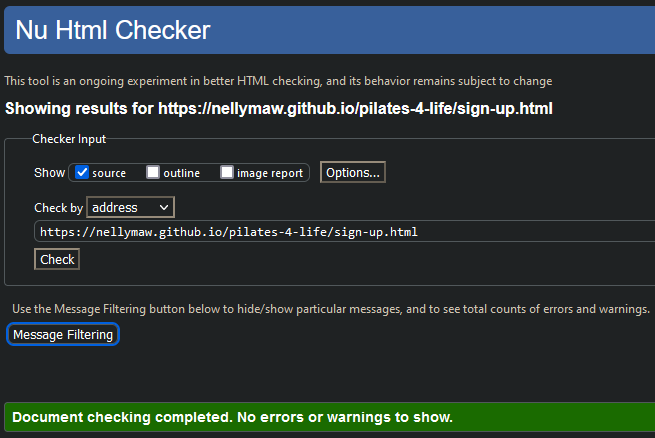 Nu Html Checker
This tool is an ongoing experiment in better HTML checking, and its behavior remains subject to change
Showing results for https://nellymaw.github.io/pilates-4-life/sign-up.html
Checker Input
Show source outline image report Options...
Check by address
https://nellymaw.github.io/pilates-4-life/sign-up.html
Check
Use the Message Filtering button below to hide/show particular messages, and to see total counts of errors and warnings.
Message Filtering
Document checking completed. No errors or warnings to show.